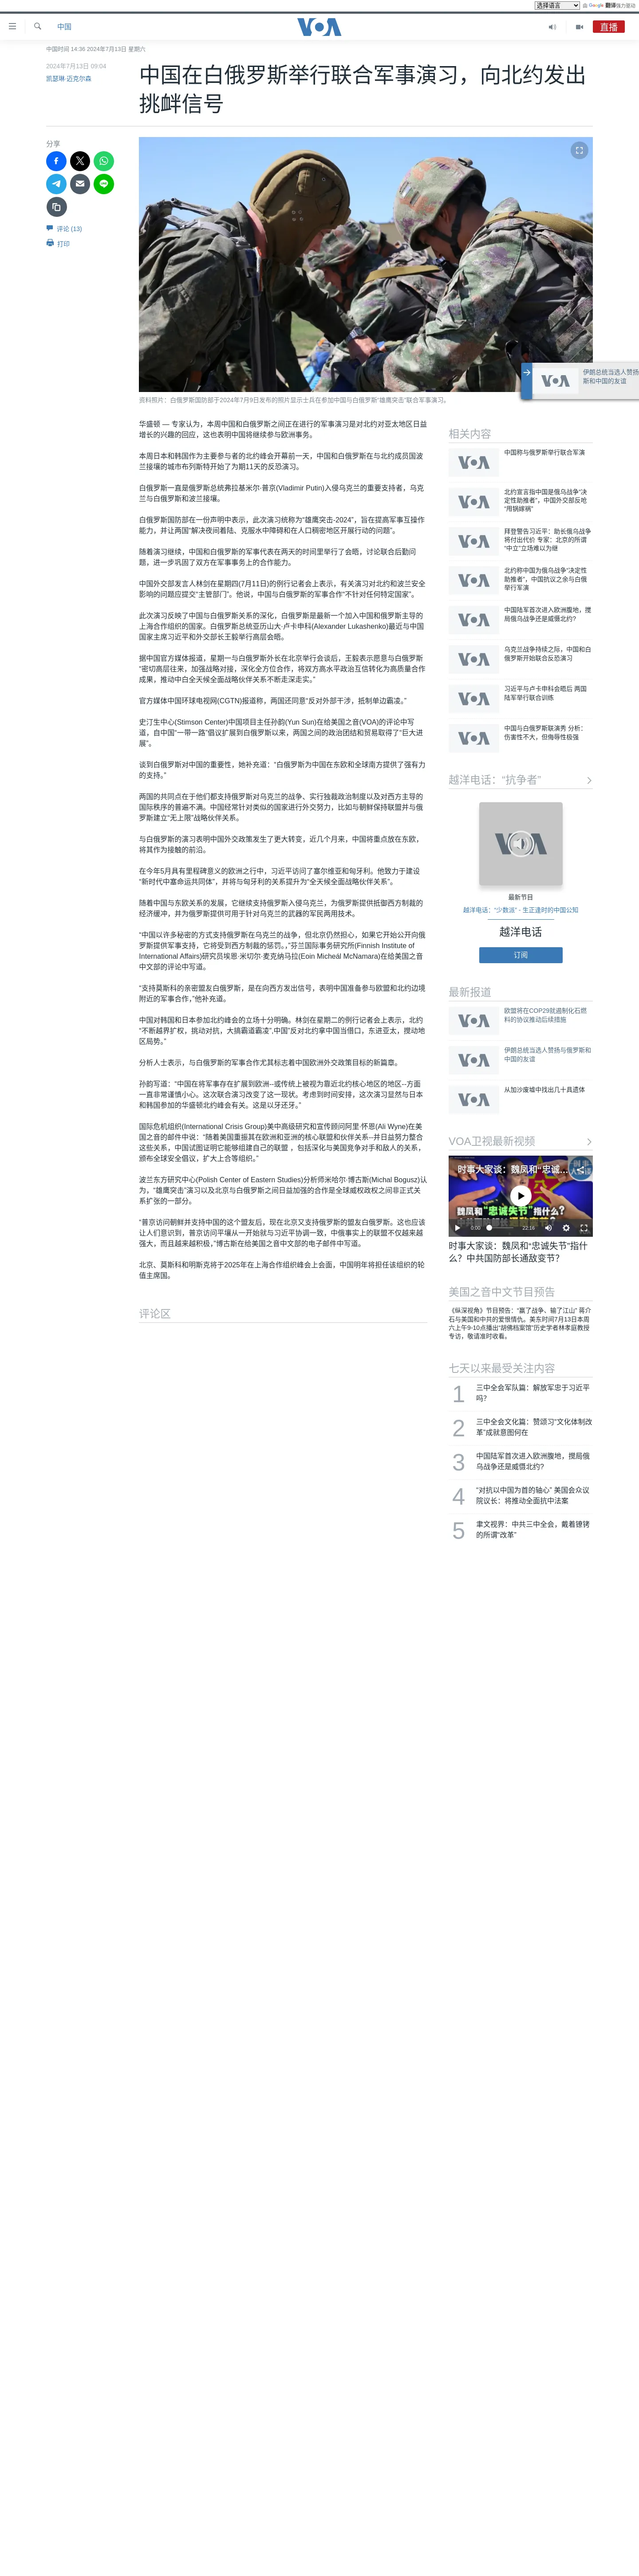 选择语言 由 Google 翻译强力驱动
中国
VOA
直播
中国时间 14:36 2024年7月13日 星期六
2024年7月13日 09:04
凯瑟琳·迈克尔森
中国在白俄罗斯举行联合军事演习，向北约发出
挑衅信号
分享
评论 (13)
打印
伊朗总统当选人赞扬
斯和中国的友谊
资料照片：白俄罗斯国防部于2024年7月9日发布的照片显示士兵在参加中国与白俄罗斯“雄鹰突击”联合军事演习。
华盛顿 — 专家认为，本周中国和白俄罗斯之间正在进行的军事演习是对北约对亚太地区日益
增长的兴趣的回应，这也表明中国将继续参与欧洲事务。
本周日本和韩国作为主要参与者的北约峰会开幕前一天，中国和白俄罗斯在与北约成员国波
兰接壤的城市布列斯特开始了为期11天的反恐演习。
白俄罗斯一直是俄罗斯总统弗拉基米尔·普京(Vladimir Putin)入侵乌克兰的重要支持者，乌克
兰与白俄罗斯和波兰接壤。
白俄罗斯国防部在一份声明中表示，此次演习统称为“雄鹰突击-2024”，旨在提高军事互操作
能力，并让两国“解决夜间着陆、克服水中障碍和在人口稠密地区开展行动的问题”。
随着演习继续，中国和白俄罗斯的军事代表在两天的时间里举行了会晤，讨论联合后勤问
题，进一步巩固了双方在军事事务上的合作能力。
中国外交部发言人林剑在星期四(7月11日)的例行记者会上表示，有关演习对北约和波兰安全
影响的问题应提交“主管部门”。他说，中国与白俄罗斯的军事合作“不针对任何特定国家”。
此次演习反映了中国与白俄罗斯关系的深化，白俄罗斯是最新一个加入中国和俄罗斯主导的
上海合作组织的国家。白俄罗斯总统亚历山大·卢卡申科(Alexander Lukashenko)最近与中国
国家主席习近平和外交部长王毅举行高层会晤。
据中国官方媒体报道，星期一与白俄罗斯外长在北京举行会谈后，王毅表示愿意与白俄罗斯
“密切高层往来，加强战略对接，深化全方位合作，将双方高水平政治互信转化为高质量合作
成果，推动中白全天候全面战略伙伴关系不断走深走实。”
官方媒体中国环球电视网(CGTN)报道称，两国还同意“反对外部干涉，抵制单边霸凌。”
史汀生中心(Stimson Center)中国项目主任孙韵(Yun Sun)在给美国之音(VOA)的评论中写
道，自中国“一带一路”倡议扩展到白俄罗斯以来，两国之间的政治团结和贸易取得了“巨大进
展”。
谈到白俄罗斯对中国的重要性，她补充道：“白俄罗斯为中国在东欧和全球南方提供了强有力
的支持。”
两国的共同点在于他们都支持俄罗斯对乌克兰的战争、实行独裁政治制度以及对西方主导的
国际秩序的普遍不满。中国经常针对类似的国家进行外交努力，比如与朝鲜保持联盟并与俄
罗斯建立“无上限”战略伙伴关系。
与白俄罗斯的演习表明中国外交政策发生了更大转变，近几个月来，中国将重点放在东欧，
将其作为接触的前沿。
在今年5月具有里程碑意义的欧洲之行中，习近平访问了塞尔维亚和匈牙利。他致力于建设
“新时代中塞命运共同体”，并将与匈牙利的关系提升为“全天候全面战略伙伴关系”。
随着中国与东欧关系的发展，它继续支持俄罗斯入侵乌克兰，为俄罗斯提供抵御西方制裁的
经济缓冲，并为俄罗斯提供可用于针对乌克兰的武器的军民两用技术。
“中国以许多秘密的方式支持俄罗斯在乌克兰的战争，但北京仍然担心，如果它开始公开向俄
罗斯提供军事支持，它将受到西方制裁的惩罚。，”芬兰国际事务研究所(Finnish Institute of
International Affairs)研究员埃恩·米切尔·麦克纳马拉(Eoin Micheál McNamara)在给美国之音
中文部的评论中写道。
“支持莫斯科的亲密盟友白俄罗斯，是在向西方发出信号，表明中国准备参与欧盟和北约边境
附近的军事合作，”他补充道。
中国对韩国和日本参加北约峰会的立场十分明确。林剑在星期二的例行记者会上表示，北约
“不断越界扩权，挑动对抗，大搞霸道霸凌”,中国“反对北约拿中国当借口，东进亚太，搅动地
区局势。”
分析人士表示，与白俄罗斯的军事合作尤其标志着中国欧洲外交政策目标的新篇章。
孙韵写道：“中国在将军事存在扩展到欧洲--或传统上被视为靠近北约核心地区的地区--方面
一直非常谨慎小心。这次联合演习改变了这一现状。考虑到时间安排，这次演习显然与日本
和韩国参加的华盛顿北约峰会有关。这是以牙还牙。”
国际危机组织(International Crisis Group)美中高级研究和宣传顾问阿里·怀恩(Ali Wyne)在美
国之音的邮件中说：“随着美国重振其在欧洲和亚洲的核心联盟和伙伴关系--并日益努力整合
这些关系，中国试图证明它能够组建自己的联盟 ，包括深化与美国竞争对手和敌人的关系，
颁布全球安全倡议，扩大上合等组织。”
波兰东方研究中心(Polish Center of Eastern Studies)分析师米哈尔·博古斯(Michal Bogusz)认
为，“雄鹰突击”演习以及北京与白俄罗斯之间日益加强的合作是全球威权政权之间非正式关
系扩张的一部分。
“普京访问朝鲜并支持中国的这个盟友后，现在北京又支持俄罗斯的盟友白俄罗斯。这也应该
让人们意识到，普京访问平壤从一开始就与习近平协调一致，中俄事实上的联盟不仅越来越
强大，而且越来越积极，”博古斯在给美国之音中文部的电子邮件中写道。
北京、莫斯科和明斯克将于2025年在上海合作组织峰会上会面，中国明年将担任该组织的轮
值主席国。
评论区
相关内容
中国称与俄罗斯举行联合军演
北约宣言指中国是俄乌战争“决
定性助推者”，中国外交部反呛
“甩锅嫁祸”
拜登警告习近平：助长俄乌战争
将付出代价 专家：北京的所谓
“中立”立场难以为继
北约称中国为俄乌战争“决定性
助推者”，中国抗议之余与白俄
举行军演
中国陆军首次进入欧洲腹地，搅
局俄乌战争还是威慑北约?
乌克兰战争持续之际，中国和白
俄罗斯开始联合反恐演习
习近平与卢卡申科会晤后 两国
陆军举行联合训练
中国与白俄罗斯联演秀 分析：
伤害性不大，但侮辱性极强
越洋电话：“抗争者”
最新节目
越洋电话：“少数派” - 生正逢时的中国公知
越洋电话
订阅
最新报道
欧盟将在COP29就遏制化石燃
料的协议推动后续措施
伊朗总统当选人赞扬与俄罗斯和
中国的友谊
从加沙废墟中找出几十具遗体
VOA卫视最新视频
时事大家谈：魏凤和“忠诚...
魏凤和“忠诚失节”指什么？
0:00 22:16
时事大家谈：魏凤和“忠诚失节”指什
么？中共国防部长通敌变节？
美国之音中文节目预告
《纵深视角》节目预告：“赢了战争、输了江山” 蒋介
石与美国和中共的爱恨情仇。美东时间7月13日本周
六上午9-10点播出“胡佛档案馆”历史学者林孝庭教授
专访，敬请准时收看。
七天以来最受关注内容
1 三中全会军队篇：解放军忠于习近平
吗？
2 三中全会文化篇：赞颂习“文化体制改
革”成就意图何在
3 中国陆军首次进入欧洲腹地，搅局俄
乌战争还是威慑北约?
4 “对抗以中国为首的轴心” 美国会众议
院议长：将推动全面抗中法案
5 聿文视界：中共三中全会，戴着镣铐
的所谓“改革”